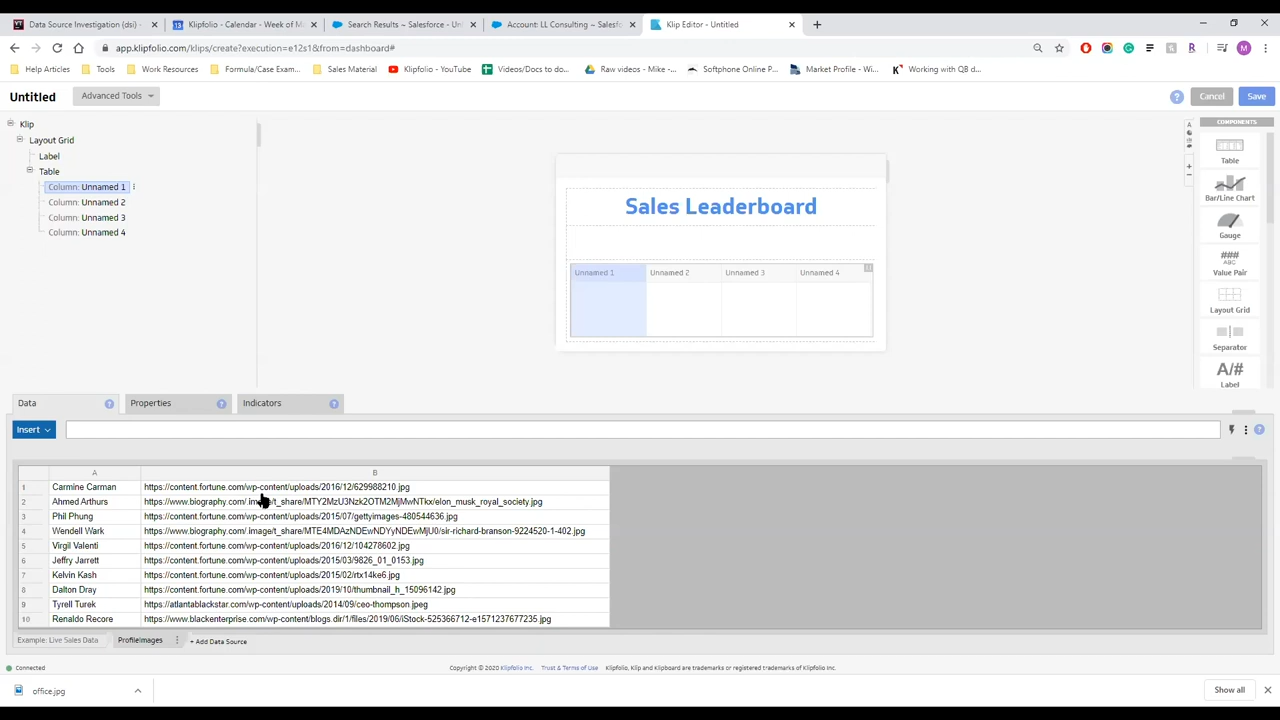 Data Source Investigation (dsi) -
Klipfolio - Calendar - Week of M
Search Results ~ Salesforce - Un
Account: LL Consulting ~ Salesf
Klip Editor - Untitled
app.klipfolio.com/klips/create?execution=e12s1&from=dashboard#
Help Articles
Tools
Work Resources
Formula/Case Exam...
Sales Material
Klipfolio - YouTube
Videos/Docs to do...
Raw videos - Mike -...
Softphone Online P...
Market Profile - Wi...
Working with QB d...
Untitled
Advanced Tools
Cancel
Save
Klip
Layout Grid
Label
Table
Column: Unnamed 1
Column: Unnamed 2
Column: Unnamed 3
Column: Unnamed 4
Sales Leaderboard
Unnamed 1 Unnamed 2 Unnamed 3 Unnamed 4
COMPONENTS
Table
Bar/Line Chart
Gauge
###
ABC
Value Pair
Layout Grid
Separator
A/#
Label
Data ?
Properties ?
Indicators ?
Insert
A B
1 Carmine Carman https://content.fortune.com/wp-content/uploads/2016/12/629988210.jpg
2 Ahmed Arthurs https://www.biography.com/.image/t_share/MTY2MzU3Nzk2OTM2MjMwNTkx/elon_musk_royal_society.jpg
3 Phil Phung https://content.fortune.com/wp-content/uploads/2015/07/gettyimages-480544636.jpg
4 Wendell Wark https://www.biography.com/.image/t_share/MTE4MDAzNDEwNDYyNDEwMjU0/sir-richard-branson-9224520-1-402.jpg
5 Virgil Valenti https://content.fortune.com/wp-content/uploads/2016/12/104278602.jpg
6 Jeffry Jarrett https://content.fortune.com/wp-content/uploads/2015/03/9826_01_0153.jpg
7 Kelvin Kash https://content.fortune.com/wp-content/uploads/2015/02/rtx14ke6.jpg
8 Dalton Dray https://content.fortune.com/wp-content/uploads/2019/10/thumbnail_h_15096142.jpg
9 Tyrell Turek https://atlantablackstar.com/wp-content/uploads/2014/09/ceo-thompson.jpeg
10 Renaldo Recore https://www.blackenterprise.com/wp-content/blogs.dir/1/files/2019/06/iStock-525366712-e1571237677235.jpg
Example: Live Sales Data
ProfileImages
+ Add Data Source
Connected
Copyright © 2020 Klipfolio Inc. Trust & Terms of Use Klipfolio, Klip and Klipboard are trademarks or registered trademarks of Klipfolio Inc.
office.jpg
Show all